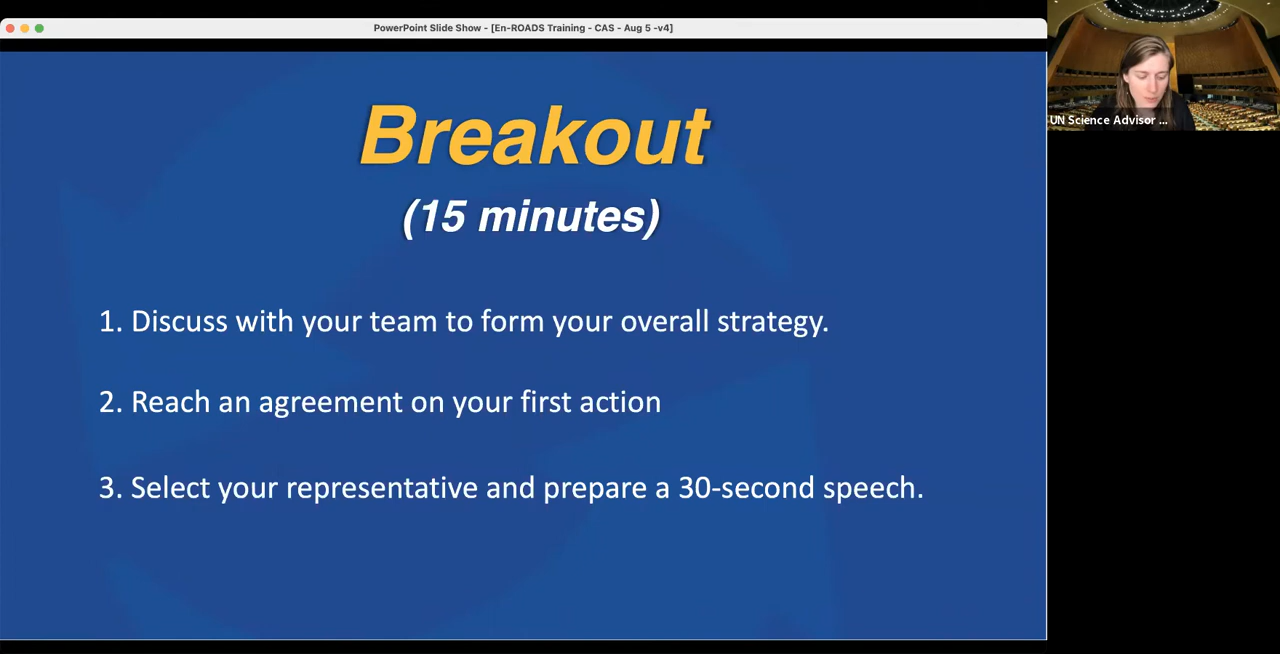 PowerPoint Slide Show - [En-ROADS Training - CAS - Aug 5 -v4]
UN Science Advisor ...
Breakout
(15 minutes)
1. Discuss with your team to form your overall strategy.
2. Reach an agreement on your first action
3. Select your representative and prepare a 30-second speech.